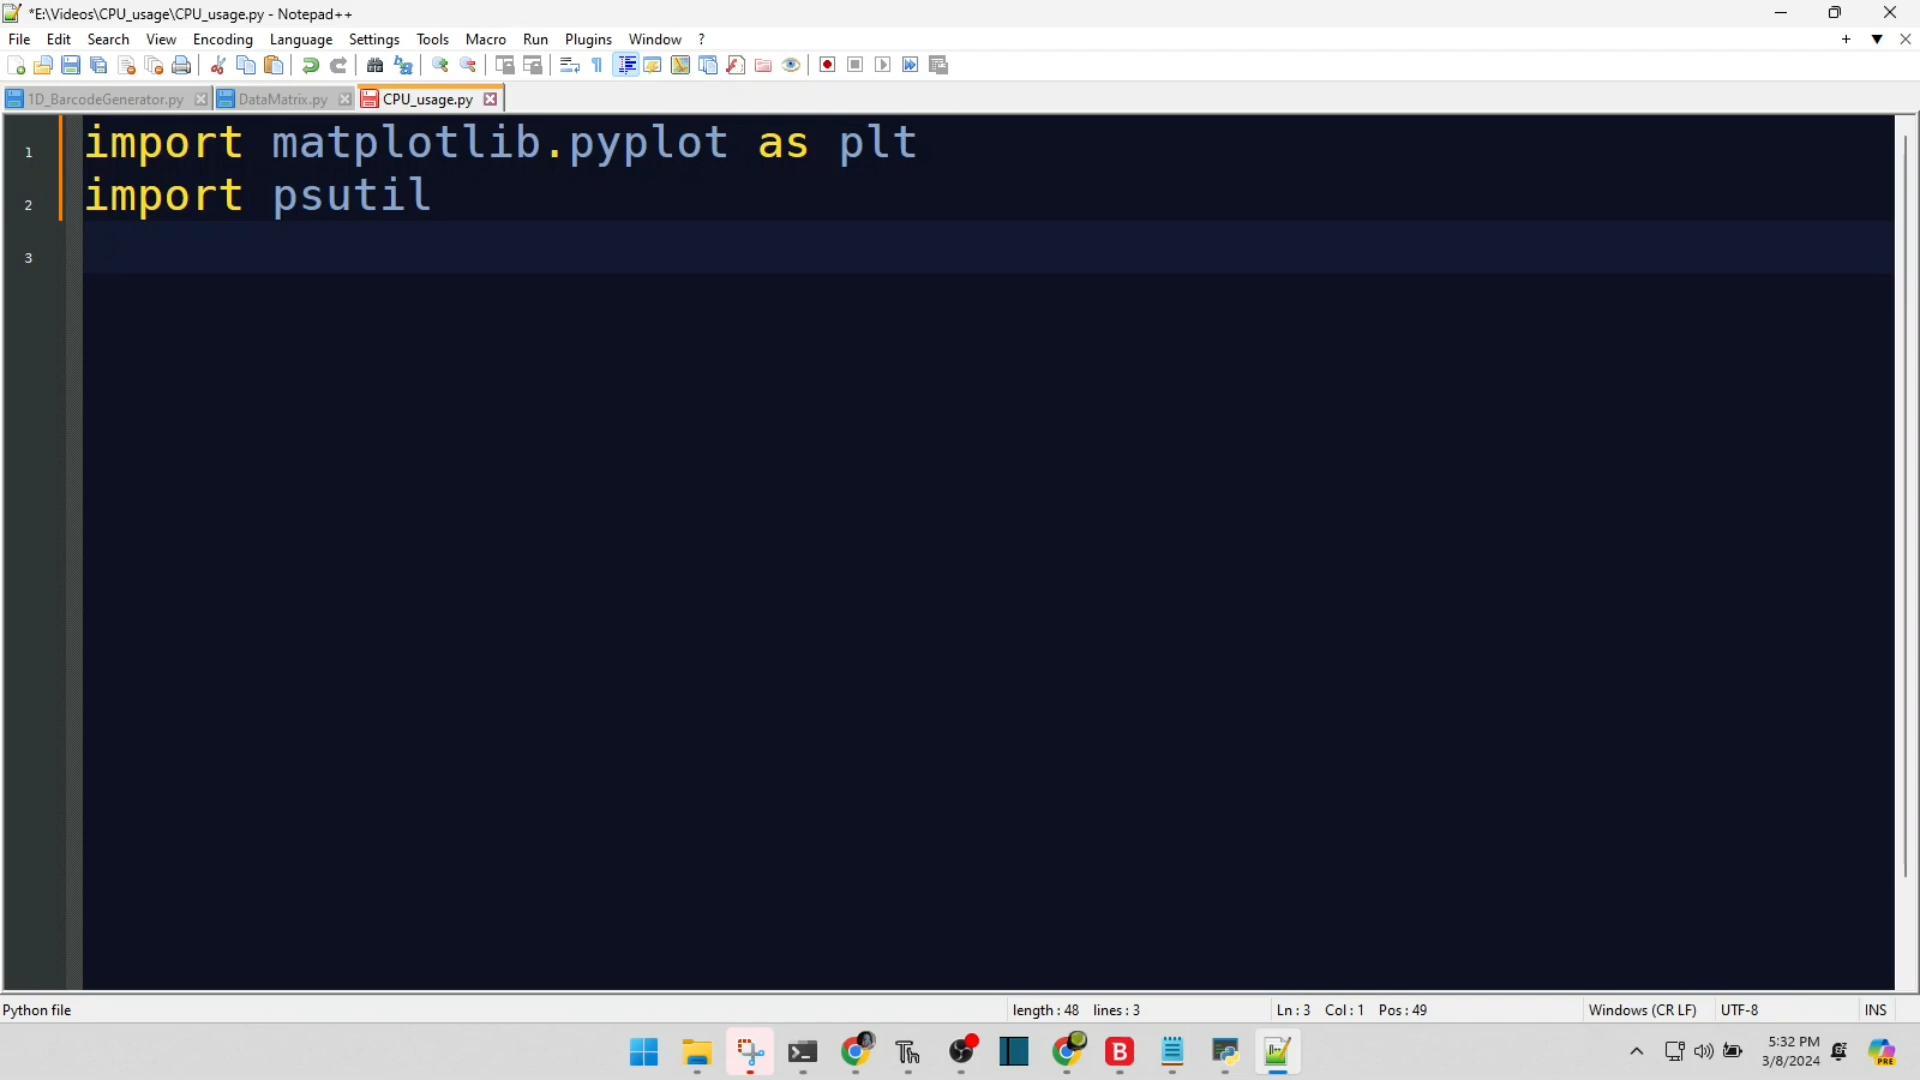 *E:\Videos\CPU_usage\CPU_usage.py - Notepad++
File Edit Search View Encoding Language Settings Tools Macro Run Plugins Window ?
1D_BarcodeGenerator.py DataMatrix.py CPU_usage.py
1 import matplotlib.pyplot as plt
2 import psutil
3
Python file length : 48 lines : 3 Ln : 3 Col : 1 Pos : 49 Windows (CR LF) UTF-8 INS
5:32 PM
3/8/2024